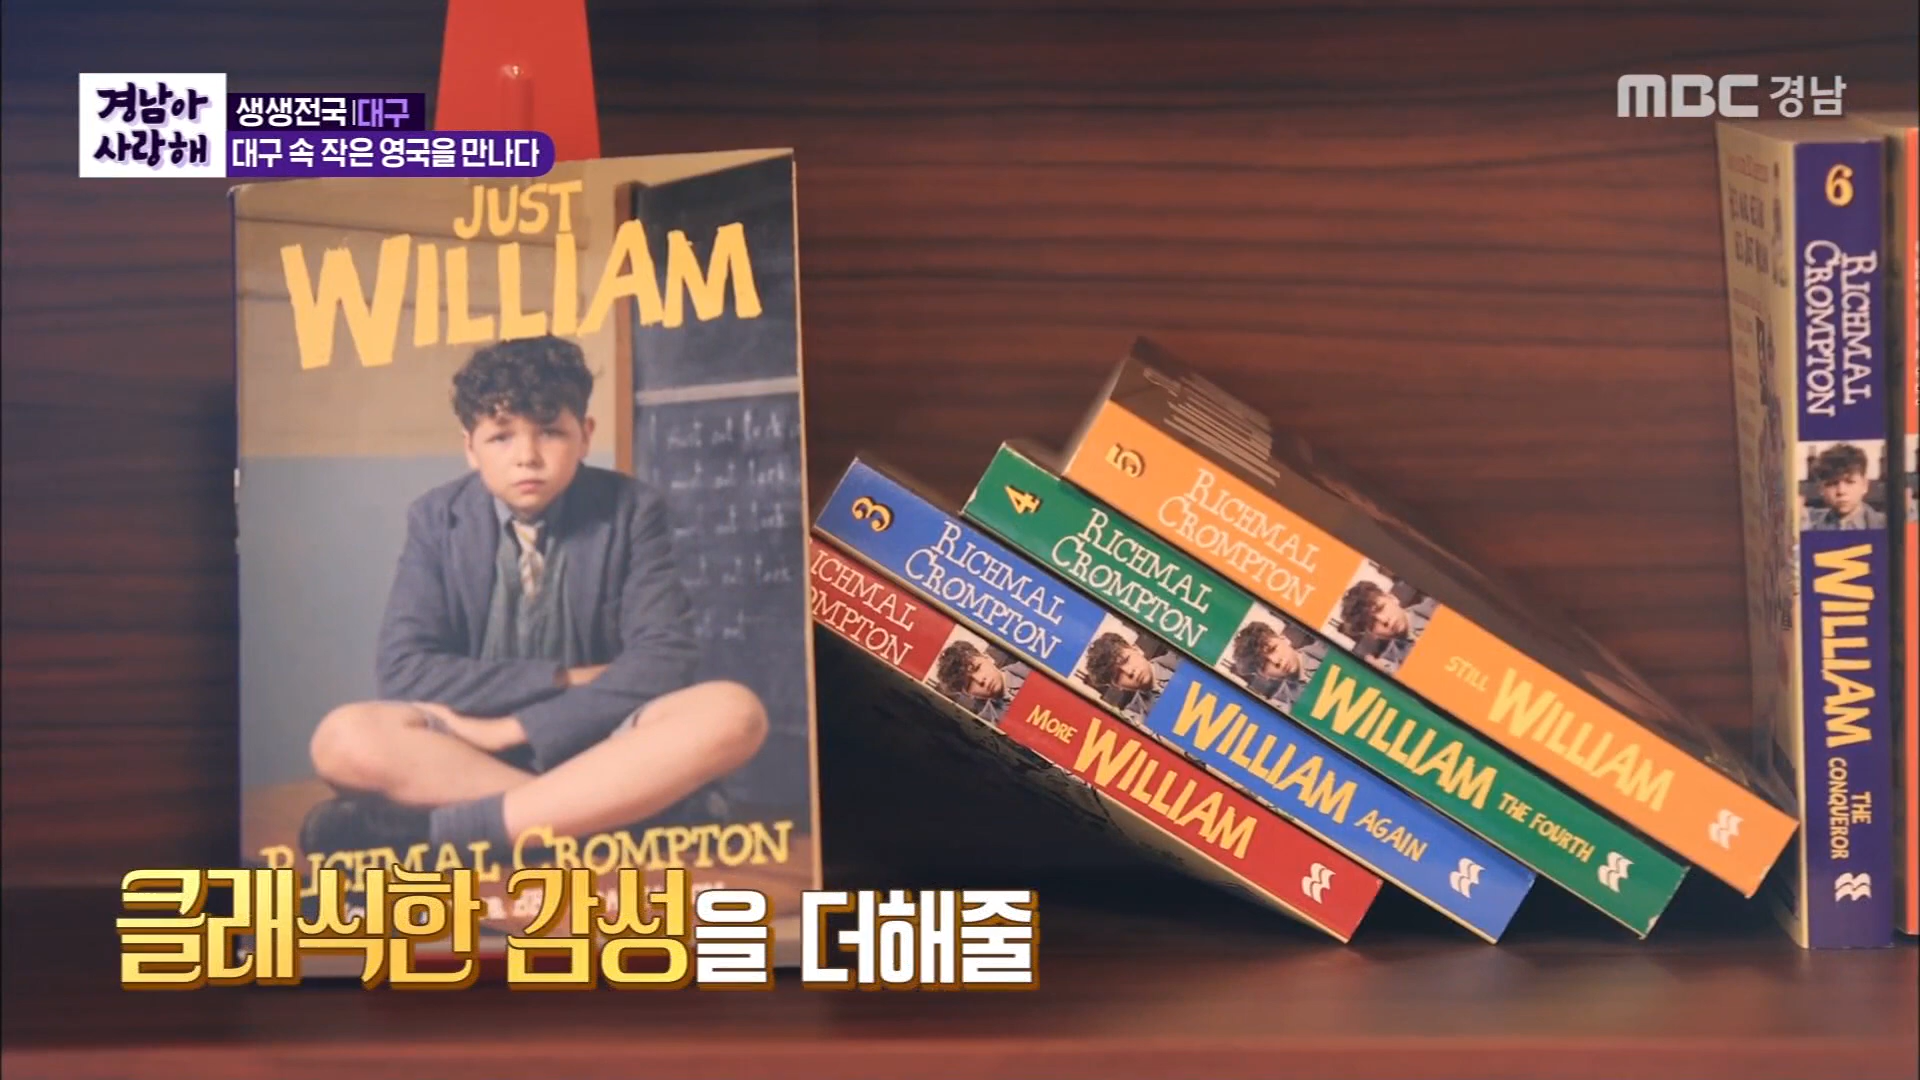 경남아
사랑해
생생전국|대구
대구 속 작은 영국을 만나다
MBC 경남
JUST
WILLIAM
RICHMAL CROMPTON
3
RICHMAL
CROMPTON
WILLIAM AGAIN
4
RICHMAL
CROMPTON
WILLIAM THE FOURTH
5
RICHMAL
CROMPTON
STILL WILLIAM
ICHMAL
OMPTON
MORE WILLIAM
6
RICHMAL
CROMPTON
WILLIAM
THE
CONQUEROR
클래식한 감성을 더해줄